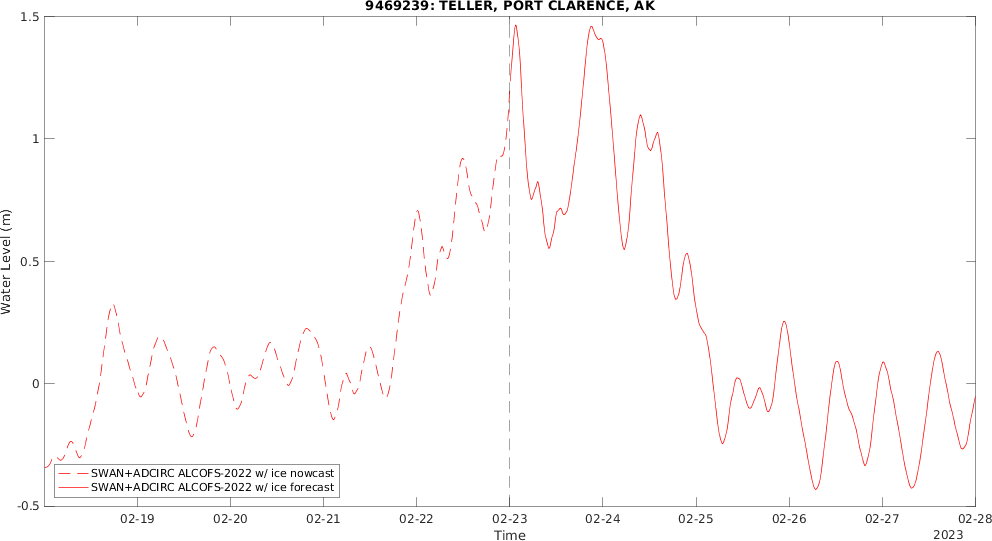 9469239: TELLER, PORT CLARENCE, AK
1.5
1
0.5
0
-0.5
Water Level (m)
SWAN+ADCIRC ALCOFS-2022 w/ ice nowcast
SWAN+ADCIRC ALCOFS-2022 w/ ice forecast
02-19 02-20 02-21 02-22 02-23 02-24 02-25 02-26 02-27 02-28
Time
2023